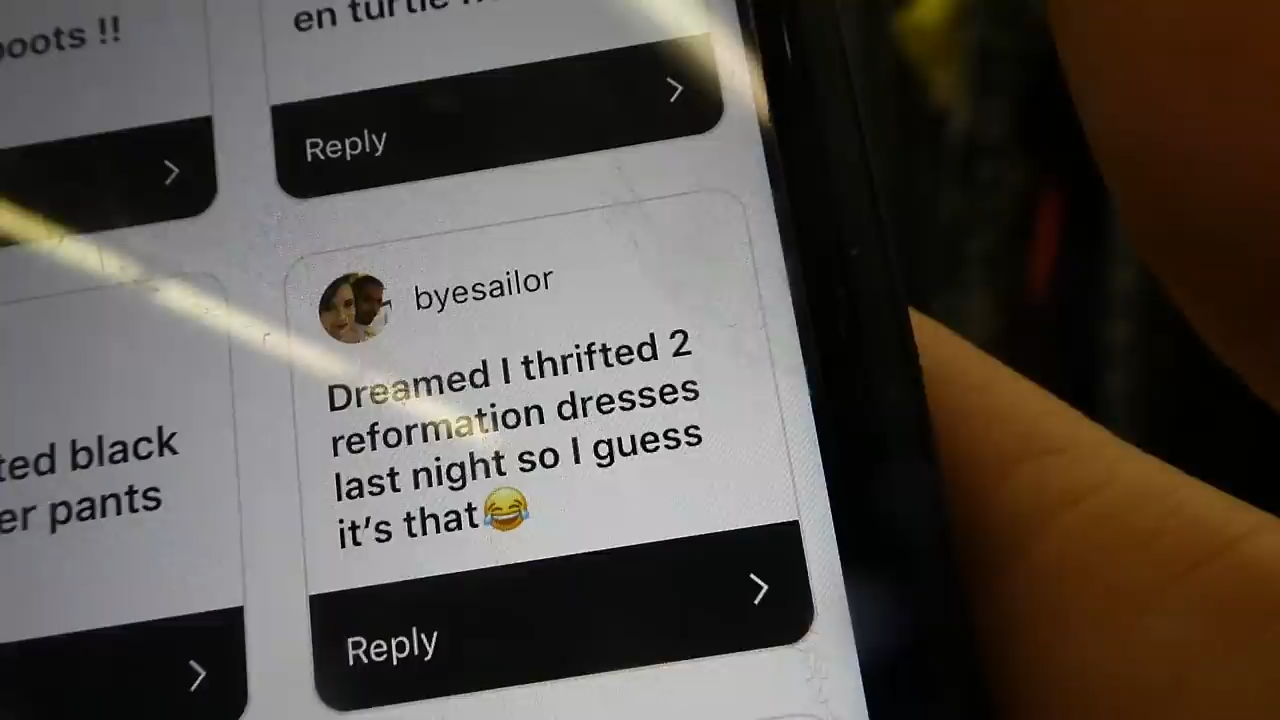 boots !!
en turtle
Reply
byesailor
Dreamed I thrifted 2
reformation dresses
last night so I guess
it's that😂
ted black
er pants
Reply